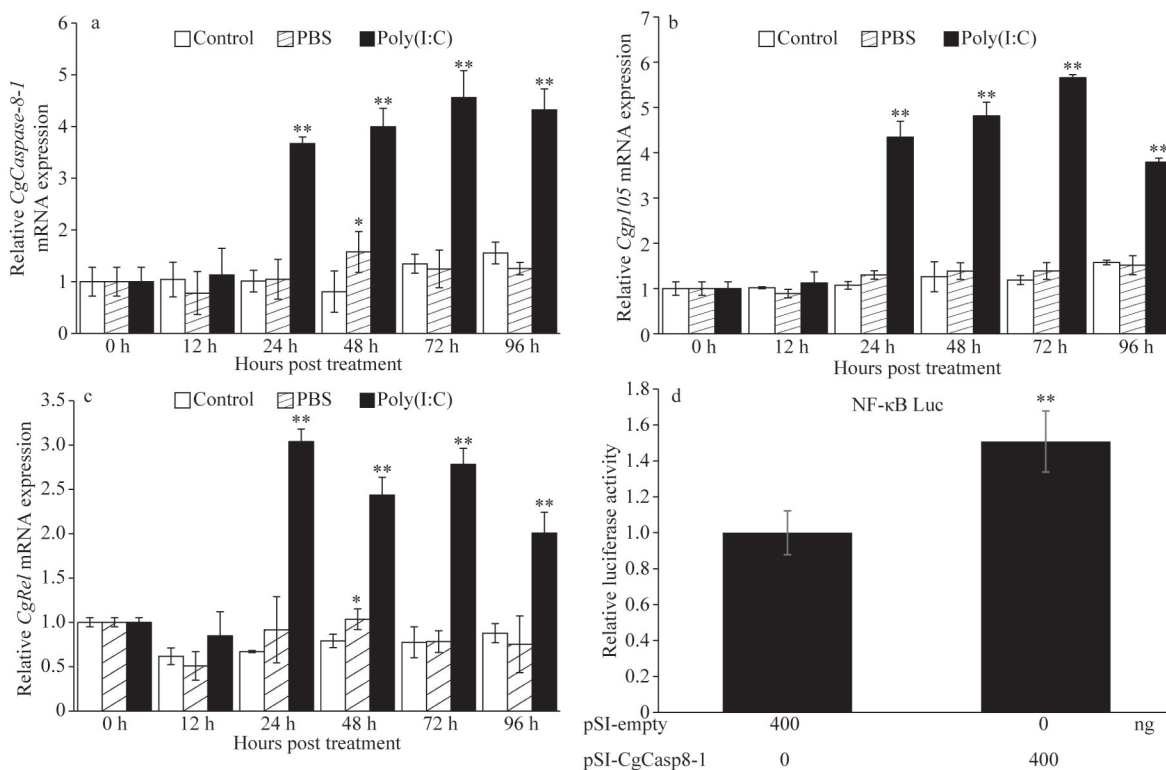 a
Control PBS Poly(I:C)
Relative CgCaspase-8-1
mRNA expression
6
5
4
3
2
1
0
** ** ** ** *
0 h 12 h 24 h 48 h 72 h 96 h
Hours post treatment
b
Control PBS Poly(I:C)
Relative Cgp105 mRNA expression
7
6
5
4
3
2
1
0
** ** ** **
0 h 12 h 24 h 48 h 72 h 96 h
Hours post treatment
c
Control PBS Poly(I:C)
Relative CgRel mRNA expression
3.5
3.0
2.5
2.0
1.5
1.0
0.5
0
** ** ** ** *
0 h 12 h 24 h 48 h 72 h 96 h
Hours post treatment
d
NF-κB Luc
Relative luciferase activity
1.8
1.6
1.4
1.2
1.0
0.8
0.6
0.4
0.2
0
**
pSI-empty 400 0 ng
pSI-CgCasp8-1 0 400